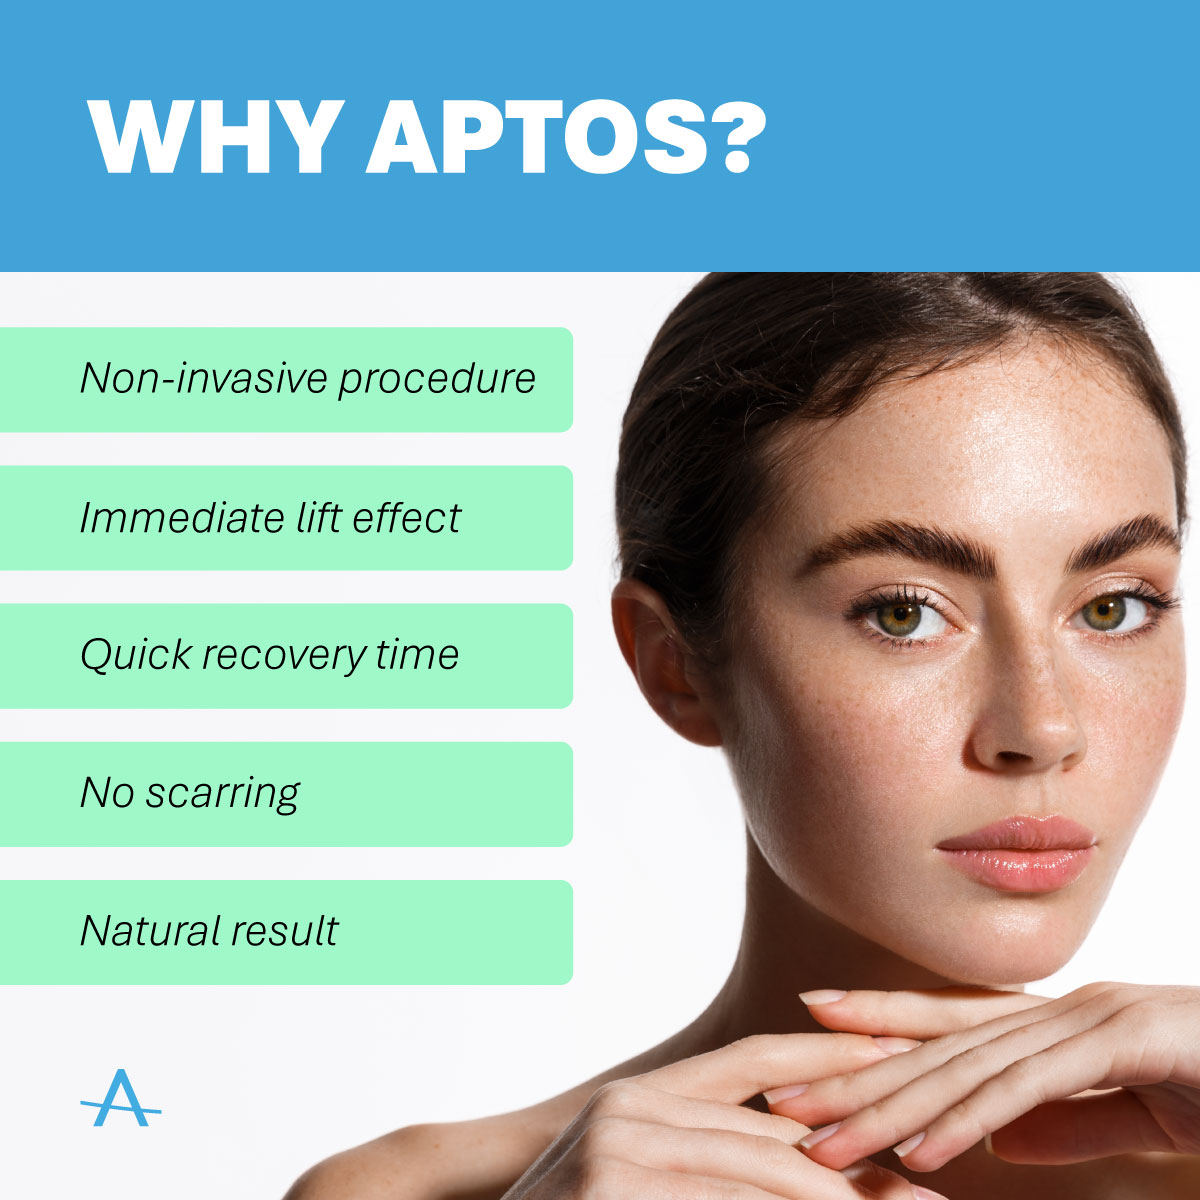 WHY APTOS?
Non-invasive procedure
Immediate lift effect
Quick recovery time
No scarring
Natural result
A